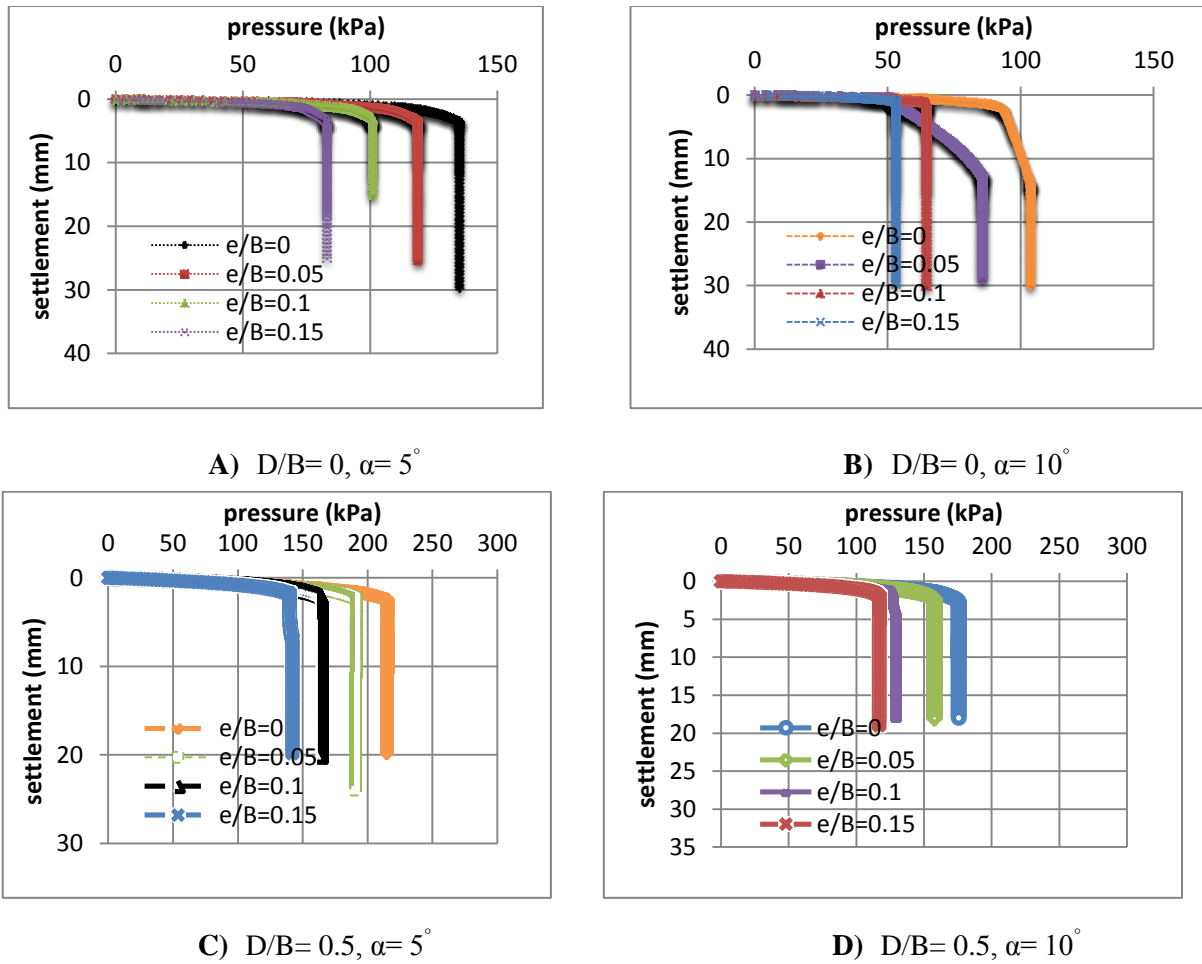 pressure (kPa)
0 50 100 150
settlement (mm)
0
10
20
30
40
e/B=0
e/B=0.05
e/B=0.1
e/B=0.15
A) D/B= 0, α= 5°
pressure (kPa)
0 50 100 150
settlement (mm)
0
10
20
30
40
e/B=0
e/B=0.05
e/B=0.1
e/B=0.15
B) D/B= 0, α= 10°
pressure (kPa)
0 50 100 150 200 250 300
settlement (mm)
0
10
20
30
e/B=0
e/B=0.05
e/B=0.1
e/B=0.15
C) D/B= 0.5, α= 5°
pressure (kPa)
0 50 100 150 200 250 300
settlement (mm)
0
5
10
15
20
25
30
35
e/B=0
e/B=0.05
e/B=0.1
e/B=0.15
D) D/B= 0.5, α= 10°